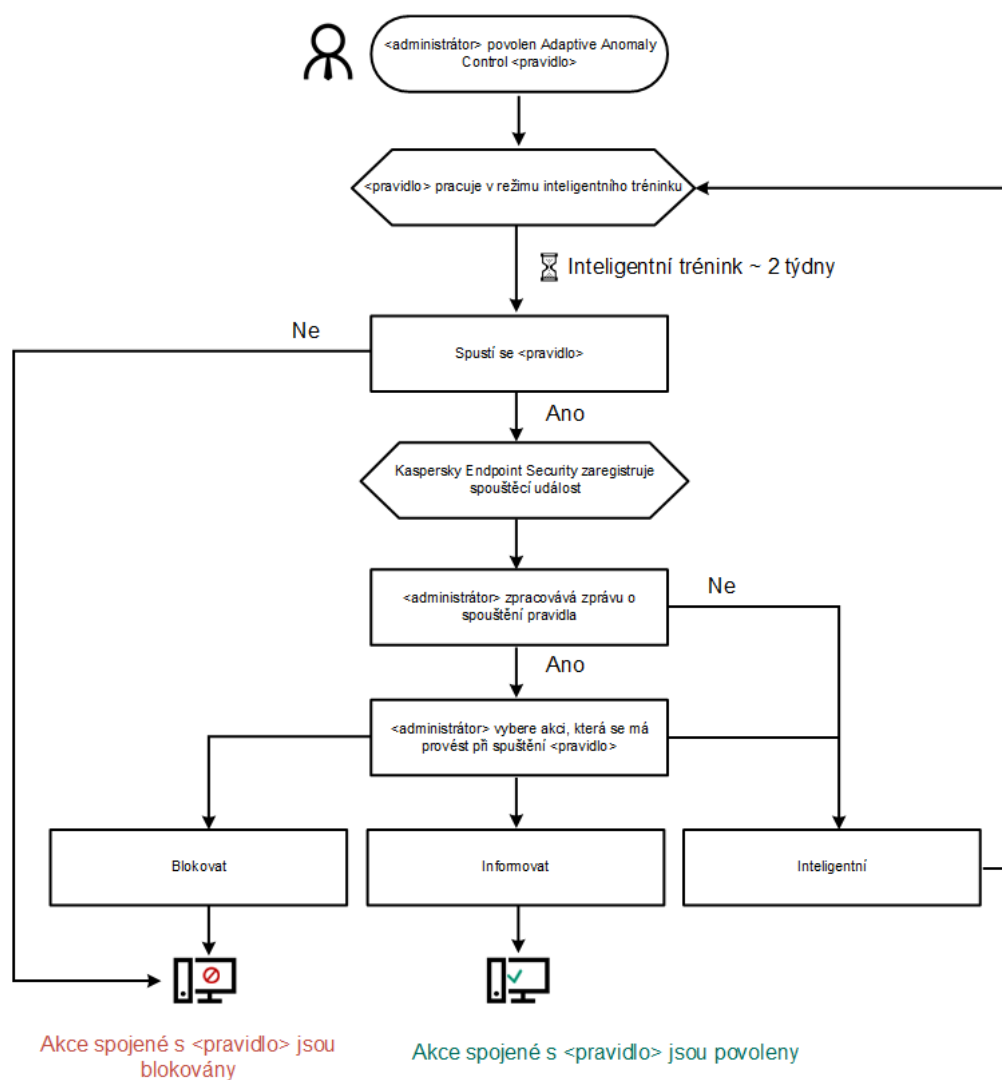 <administrátor> povolen Adaptive Anomaly
Control <pravidlo>
<pravidlo> pracuje v režimu inteligentního tréninku
Inteligentní trénink ~ 2 týdny
Ne
Spustí se <pravidlo>
Ano
Kaspersky Endpoint Security zaregistruje
spouštěcí událost
<administrátor> zpracovává zprávu o
spouštění pravidla
Ne
Ano
<administrátor> vybere akci, která se má
provést při spuštění <pravidlo>
Blokovat
Informovat
Inteligentní
Akce spojené s <pravidlo> jsou
blokovány
Akce spojené s <pravidlo> jsou povoleny